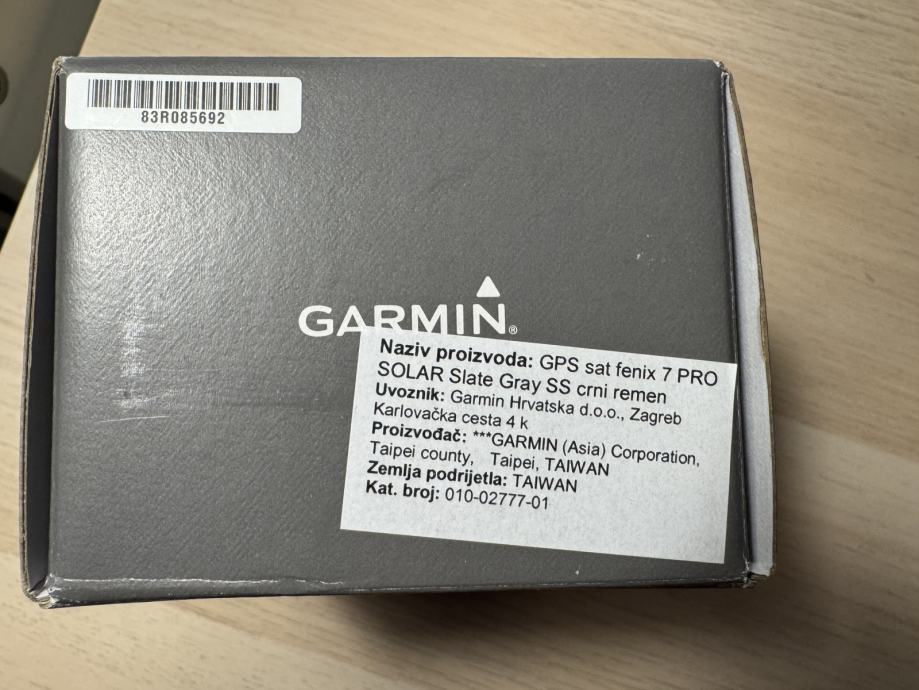 83R085692
GARMIN®
Naziv proizvoda: GPS sat fenix 7 PRO
SOLAR Slate Gray SS crni remen
Uvoznik: Garmin Hrvatska d.o.o., Zagreb
Karlovačka cesta 4 k
Proizvođač: ***GARMIN (Asia) Corporation,
Taipei county, Taipei, TAIWAN
Zemlja podrijetla: TAIWAN
Kat. broj: 010-02777-01